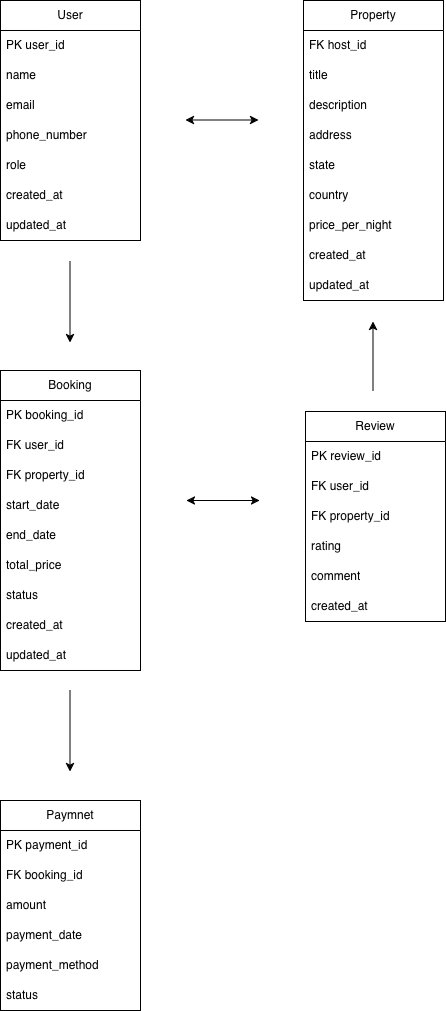 User
PK user_id
name
email
phone_number
role
created_at
updated_at
Property
FK host_id
title
description
address
state
country
price_per_night
created_at
updated_at
Booking
PK booking_id
FK user_id
FK property_id
start_date
end_date
total_price
status
created_at
updated_at
Review
PK review_id
FK user_id
FK property_id
rating
comment
created_at
Paymnet
PK payment_id
FK booking_id
amount
payment_date
payment_method
status